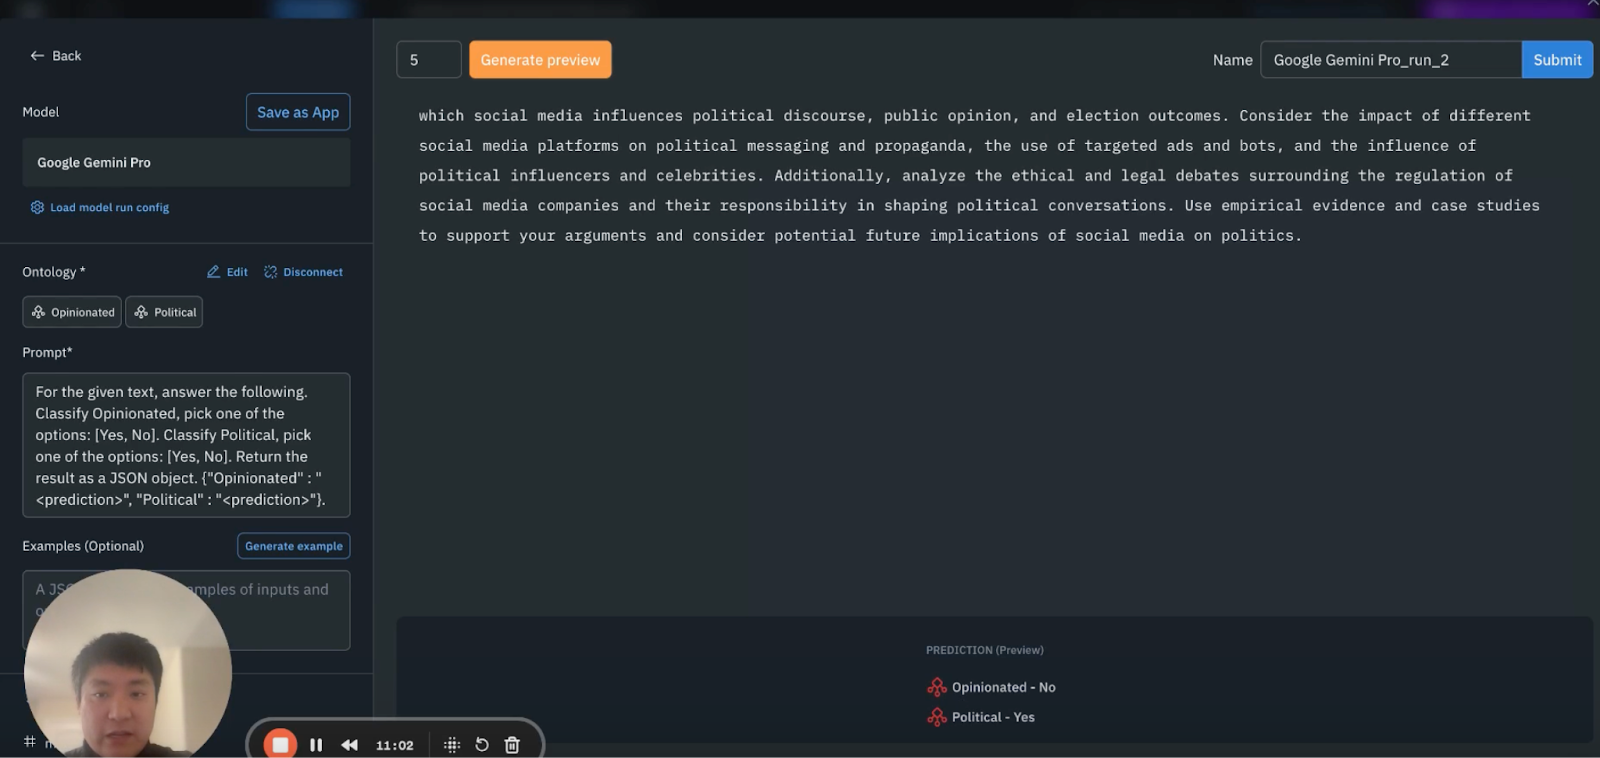 Back
5
Generate preview
Name
Google Gemini Pro_run_2
Submit
Model
Save as App
Google Gemini Pro
Load model run config
which social media influences political discourse, public opinion, and election outcomes. Consider the impact of different
social media platforms on political messaging and propaganda, the use of targeted ads and bots, and the influence of
political influencers and celebrities. Additionally, analyze the ethical and legal debates surrounding the regulation of
social media companies and their responsibility in shaping political conversations. Use empirical evidence and case studies
to support your arguments and consider potential future implications of social media on politics.
Ontology *
Edit
Disconnect
Opinionated
Political
Prompt*
For the given text, answer the following.
Classify Opinionated, pick one of the
options: [Yes, No]. Classify Political, pick
one of the options: [Yes, No]. Return the
result as a JSON object. {"Opinionated" : "
<prediction>", "Political" : "<prediction>"}.
Examples (Optional)
Generate example
of inputs and
PREDICTION (Preview)
Opinionated - No
Political - Yes
11:02